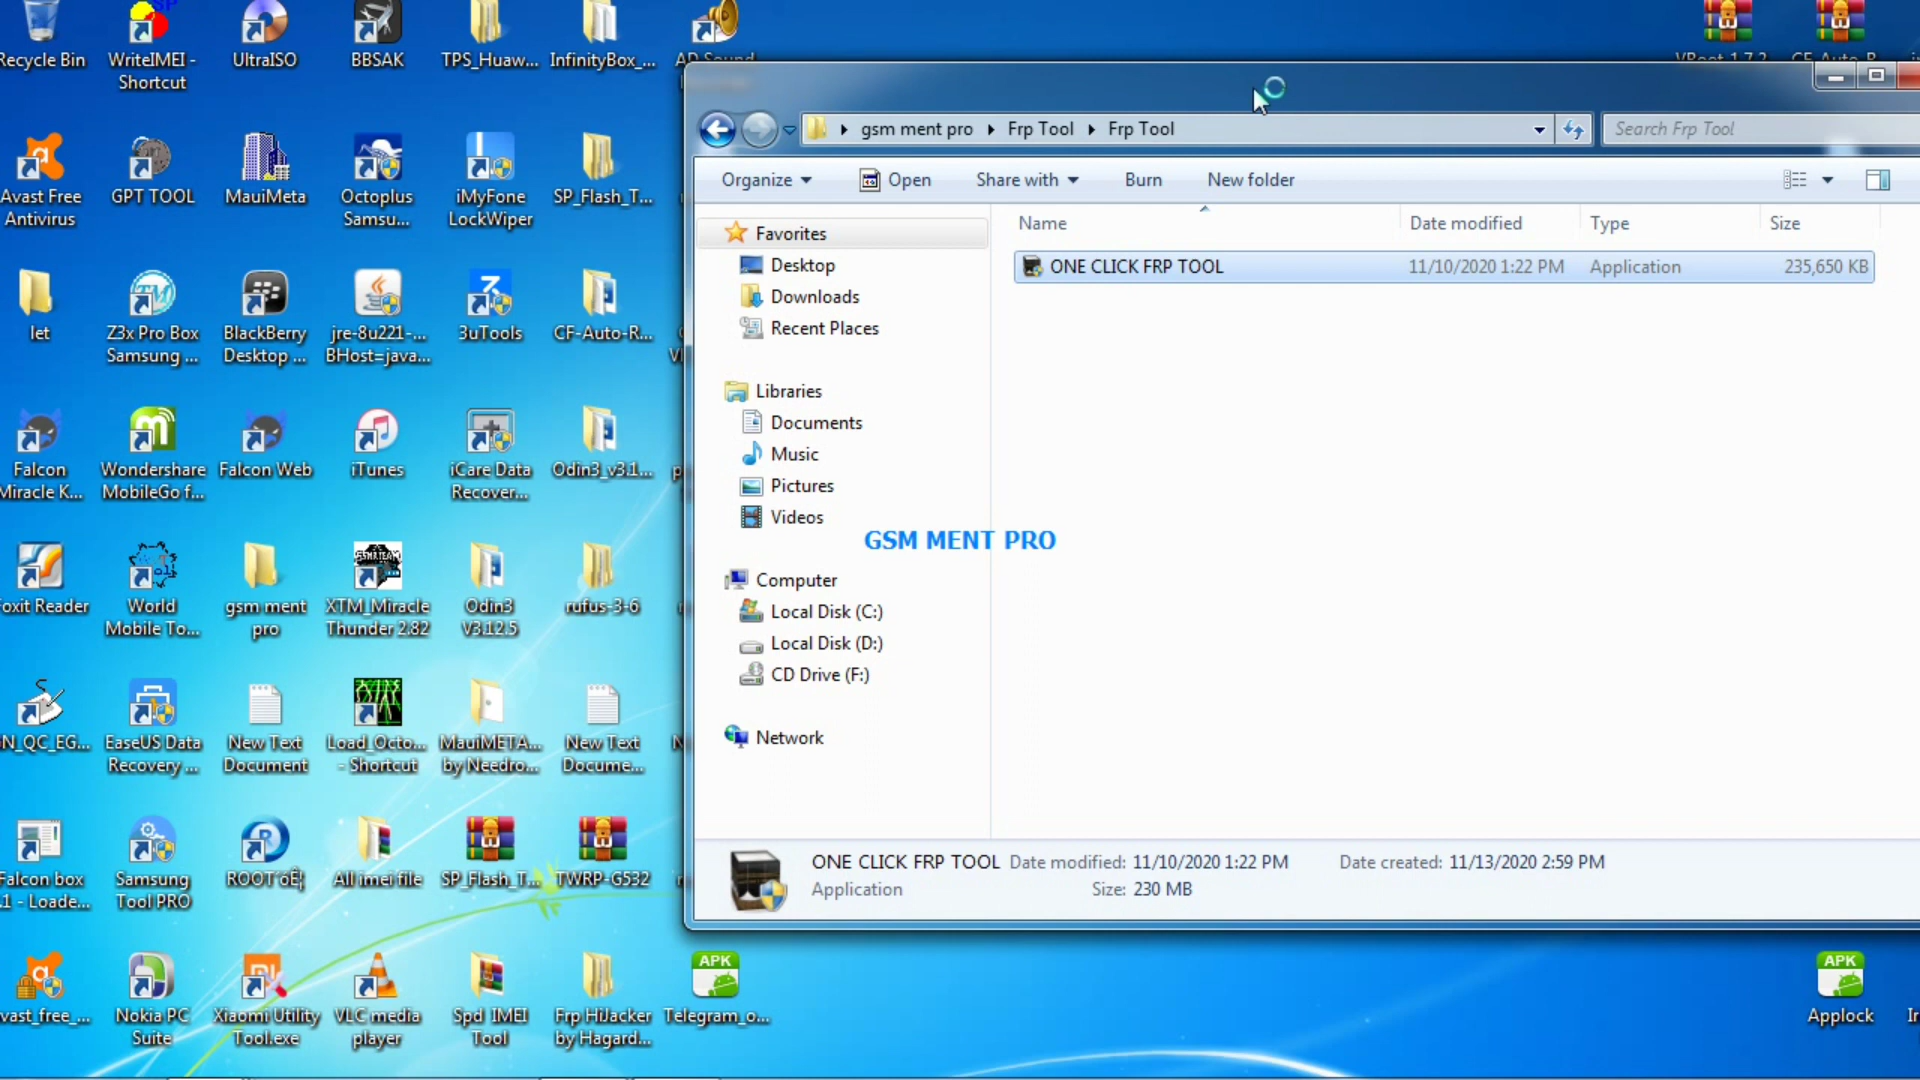 Recycle Bin
WriteIMEI -
Shortcut
UltraISO
BBSAK
TPS_Huaw...
InfinityBox_...
Avast Free
Antivirus
GPT TOOL
MauiMeta
Octoplus
Samsu...
iMyFone
LockWiper
SP_Flash_T...
let
Z3x Pro Box
Samsung ...
BlackBerry
Desktop ...
jre-8u221-...
BHost=java...
3uTools
CF-Auto-R...
Falcon
Miracle K...
Wondershare
MobileGo f...
Falcon Web
iTunes
iCare Data
Recover...
Odin3_v3.1...
Foxit Reader
World
Mobile To...
gsm ment
pro
XTM_Miracle
Thunder 2.82
Odin3
V3.12.5
rufus-3-6
N_QC_EG...
EaseUS Data
Recovery ...
New Text
Document
Load_Octo...
- Shortcut
MauiMETA...
by Needro...
New Text
Docume...
Falcon box
.1 - Loade...
Samsung
Tool PRO
All imei file
SP_Flash_T...
TWRP-G532
vast_free_...
Nokia PC
Suite
Xiaomi Utility
Tool.exe
VLC media
player
Spd IMEI
Tool
Frp HiJacker
by Hagard...
APK
Telegram_o...
APK
Applock
gsm ment pro
Frp Tool
Frp Tool
Search Frp Tool
Organize
Open
Share with
Burn
New folder
Name
Date modified
Type
Size
ONE CLICK FRP TOOL
11/10/2020 1:22 PM
Application
235,650 KB
Favorites
Desktop
Downloads
Recent Places
Libraries
Documents
Music
Pictures
Videos
GSM MENT PRO
Computer
Local Disk (C:)
Local Disk (D:)
CD Drive (F:)
Network
ONE CLICK FRP TOOL Date modified: 11/10/2020 1:22 PM Date created: 11/13/2020 2:59 PM
Application Size: 230 MB